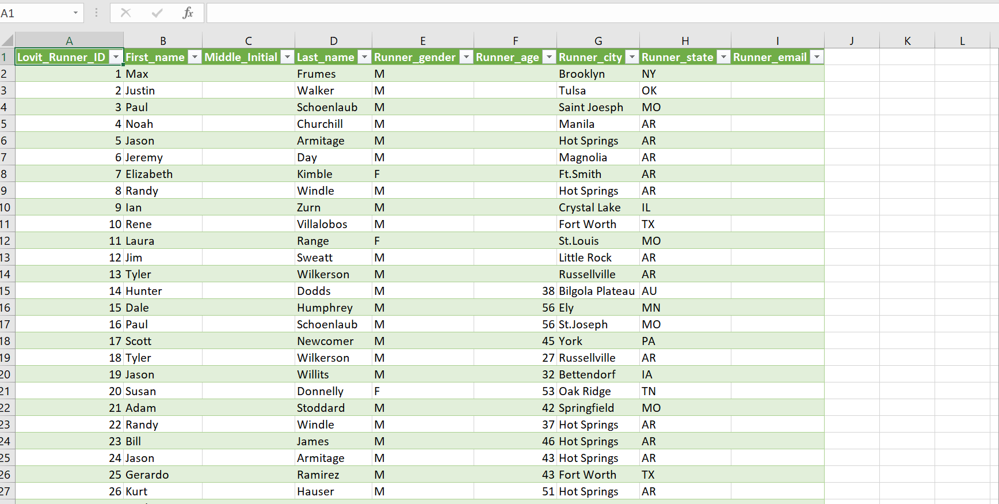 A1 fx
A B C D E F G H I J K L
1 Lovit_Runner_ID First_name Middle_Initial Last_name Runner_gender Runner_age Runner_city Runner_state Runner_email
2 1 Max Frumes M Brooklyn NY
3 2 Justin Walker M Tulsa OK
4 3 Paul Schoenlaub M Saint Joesph MO
5 4 Noah Churchill M Manila AR
6 5 Jason Armitage M Hot Springs AR
7 6 Jeremy Day M Magnolia AR
8 7 Elizabeth Kimble F Ft.Smith AR
9 8 Randy Windle M Hot Springs AR
10 9 Ian Zurn M Crystal Lake IL
11 10 Rene Villalobos M Fort Worth TX
12 11 Laura Range F St.Louis MO
13 12 Jim Sweatt M Little Rock AR
14 13 Tyler Wilkerson M Russellville AR
15 14 Hunter Dodds M 38 Bilgola Plateau AU
16 15 Dale Humphrey M 56 Ely MN
17 16 Paul Schoenlaub M 56 St.Joseph MO
18 17 Scott Newcomer M 45 York PA
19 18 Tyler Wilkerson M 27 Russellville AR
20 19 Jason Willits M 32 Bettendorf IA
21 20 Susan Donnelly F 53 Oak Ridge TN
22 21 Adam Stoddard M 42 Springfield MO
23 22 Randy Windle M 37 Hot Springs AR
24 23 Bill James M 46 Hot Springs AR
25 24 Jason Armitage M 43 Hot Springs AR
26 25 Gerardo Ramirez M 43 Fort Worth TX
27 26 Kurt Hauser M 51 Hot Springs AR